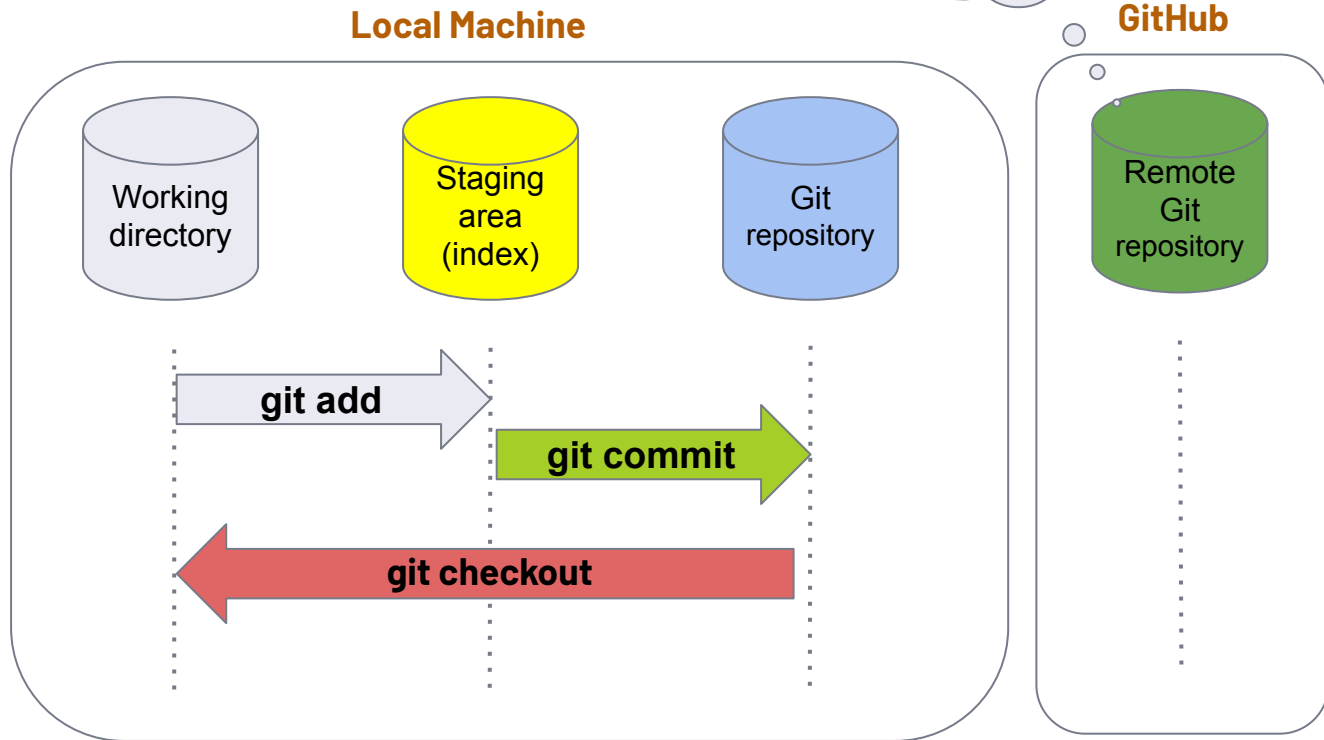 Local Machine
GitHub
Working
directory
Staging
area
(index)
Git
repository
Remote
Git
repository
git add
git commit
git checkout